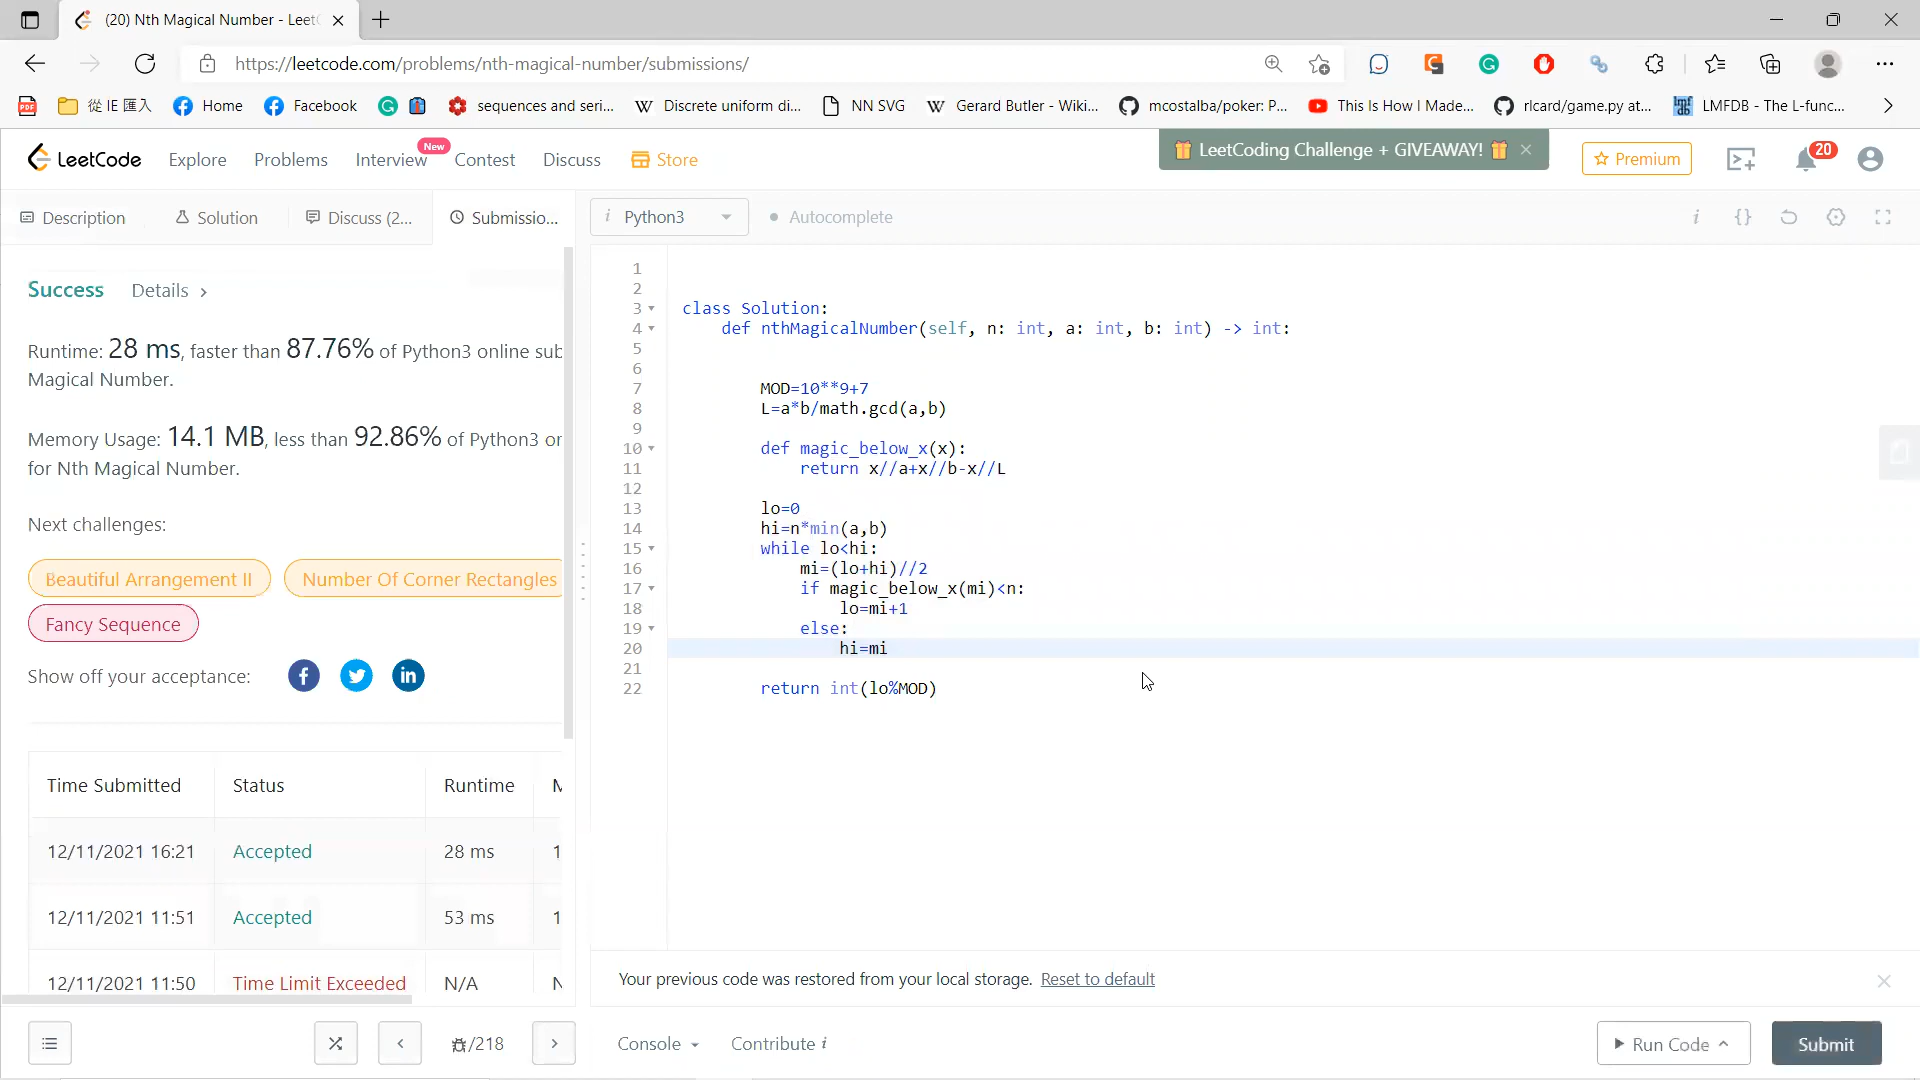 (20) Nth Magical Number - Leet
https://leetcode.com/problems/nth-magical-number/submissions/
PDF
從 IE 匯入
Home
Facebook
sequences and seri...
Discrete uniform di...
NN SVG
Gerard Butler - Wiki...
mcostalba/poker: P...
This Is How I Made...
rlcard/game.py at...
LMFDB - The L-func...
LeetCode
Explore
Problems
Interview
New
Contest
Discuss
Store
LeetCoding Challenge + GIVEAWAY!
Premium
20
Description
Solution
Discuss (2...
Submissio...
Python3
Autocomplete
Success
Details
Runtime: 28 ms, faster than 87.76% of Python3 online sub
Magical Number.
Memory Usage: 14.1 MB, less than 92.86% of Python3 or
for Nth Magical Number.
Next challenges:
Beautiful Arrangement II
Number Of Corner Rectangles
Fancy Sequence
Show off your acceptance:
Time Submitted Status Runtime M
12/11/2021 16:21 Accepted 28 ms 1
12/11/2021 11:51 Accepted 53 ms 1
12/11/2021 11:50 Time Limit Exceeded N/A N
1
2
3 class Solution:
4 def nthMagicalNumber(self, n: int, a: int, b: int) -> int:
5
6
7 MOD=10**9+7
8 L=a*b/math.gcd(a,b)
9
10 def magic_below_x(x):
11 return x//a+x//b-x//L
12
13 lo=0
14 hi=n*min(a,b)
15 while lo<hi:
16 mi=(lo+hi)//2
17 if magic_below_x(mi)<n:
18 lo=mi+1
19 else:
20 hi=mi
21
22 return int(lo%MOD)
Your previous code was restored from your local storage. Reset to default
/218
Console
Contribute i
Run Code
Submit